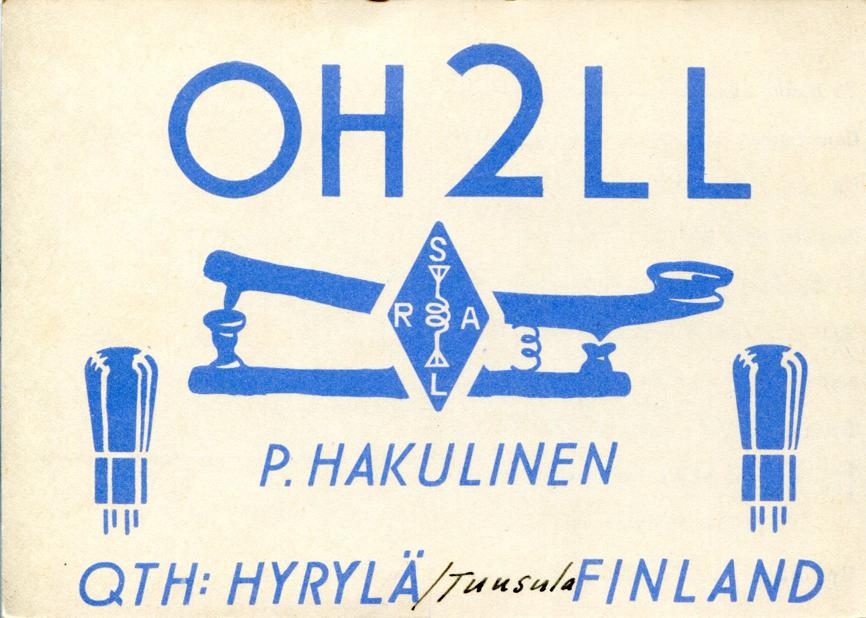 OH2LL
S
R A
L
P. HAKULINEN
QTH: HYRYLÄ/Tuusula FINLAND